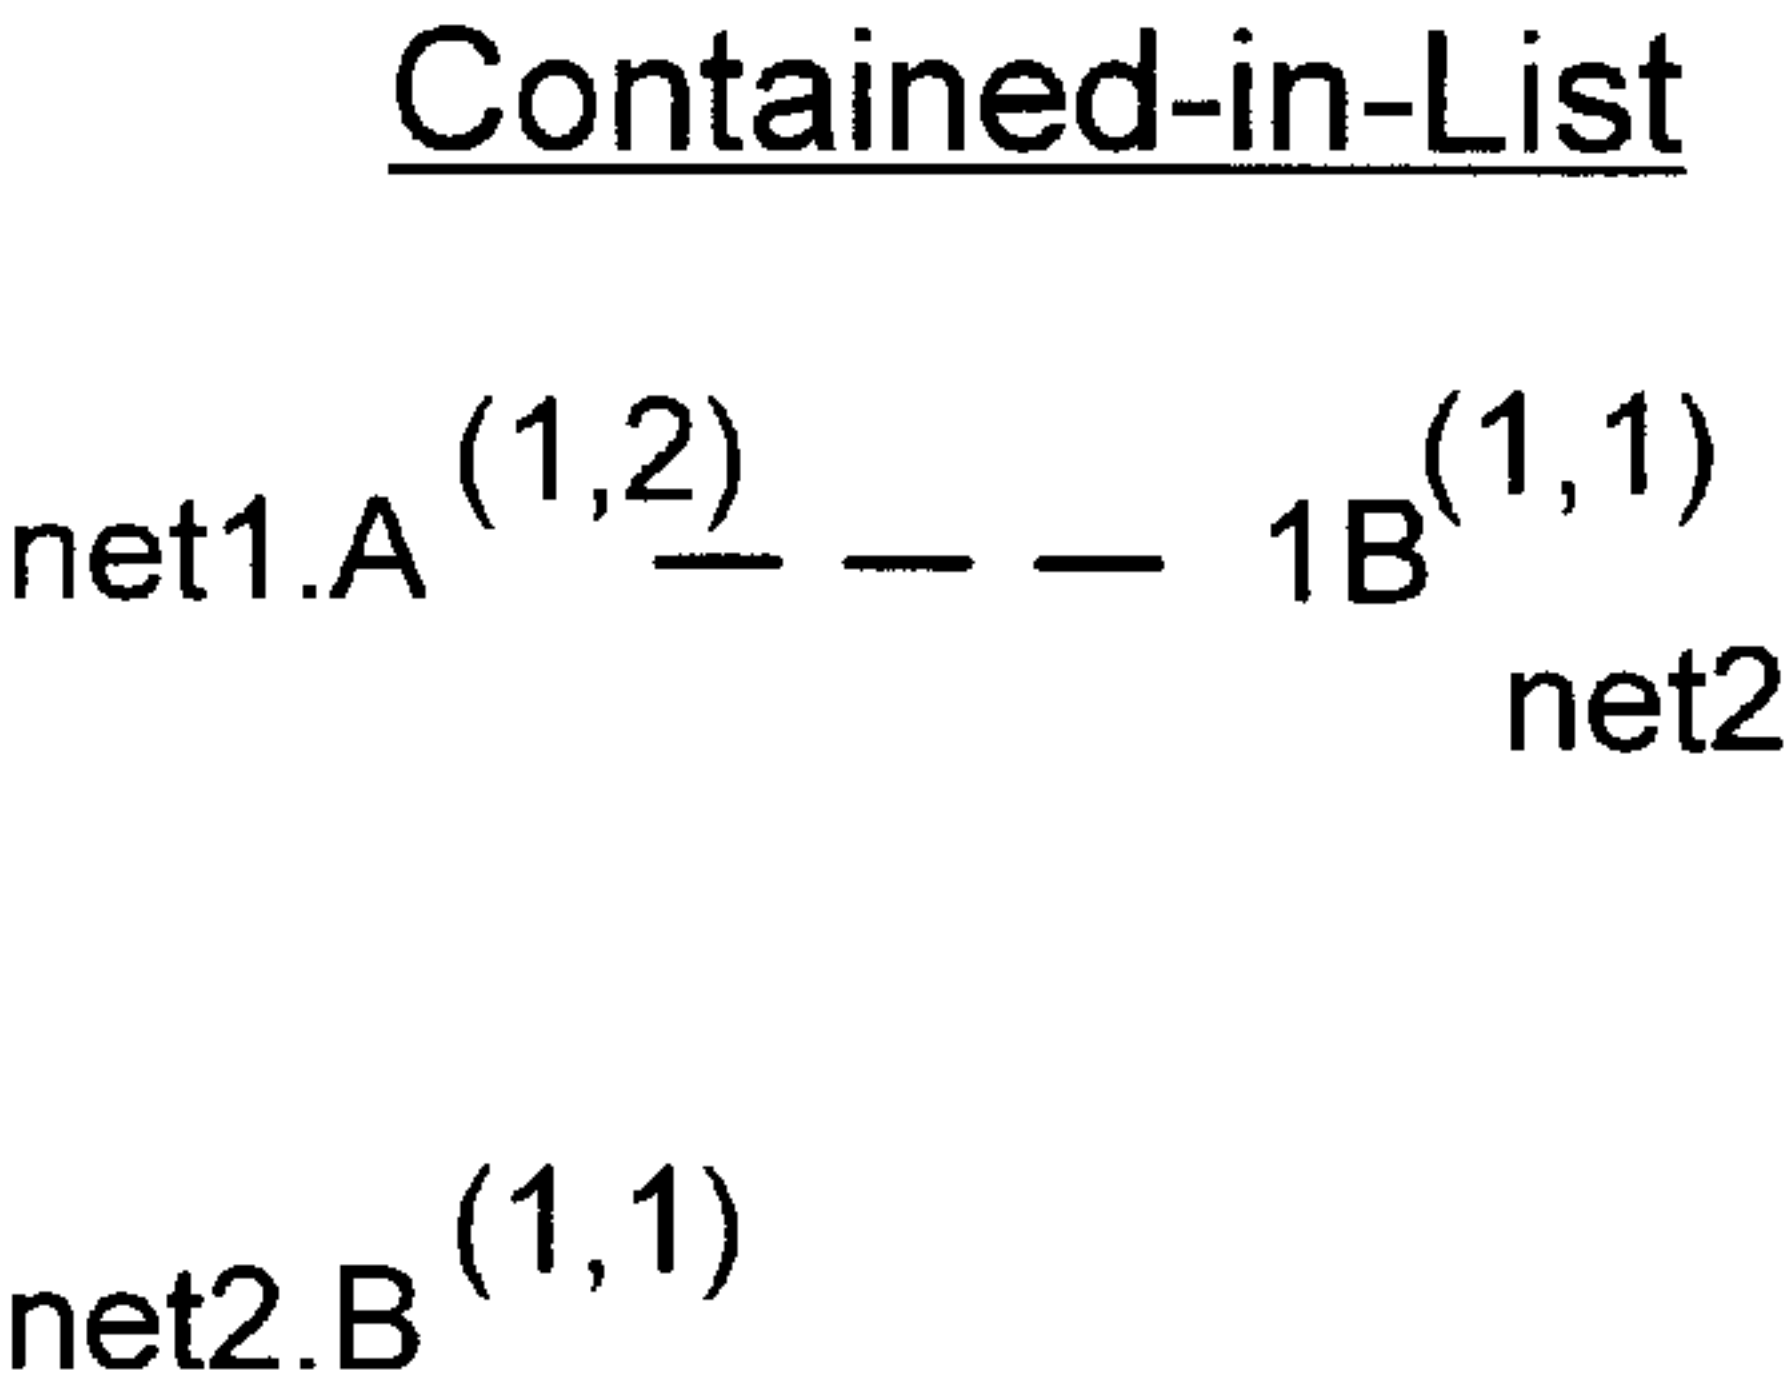 Contained-in-List
net1.A(1,2) — — — 1B(1,1)
net2
net2.B(1,1)